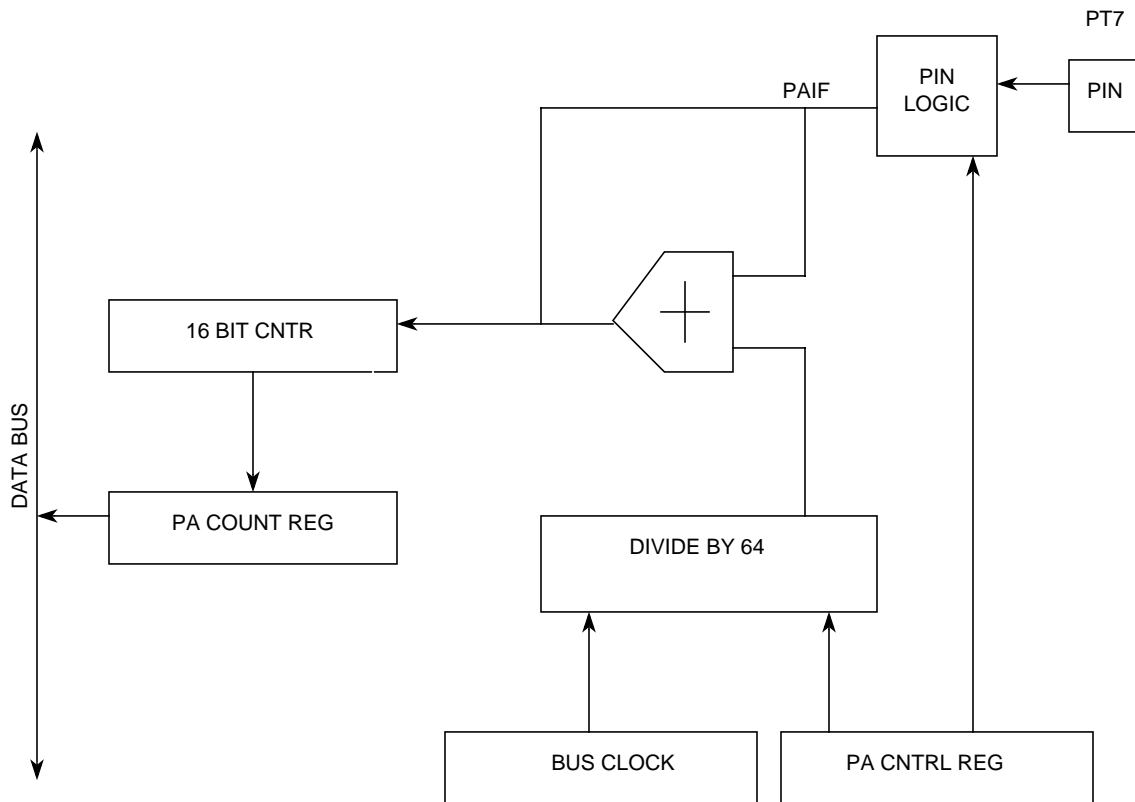 PT7
PIN
LOGIC
PIN
PAIF
16 BIT CNTR
DATA BUS
PA COUNT REG
DIVIDE BY 64
BUS CLOCK
PA CNTRL REG